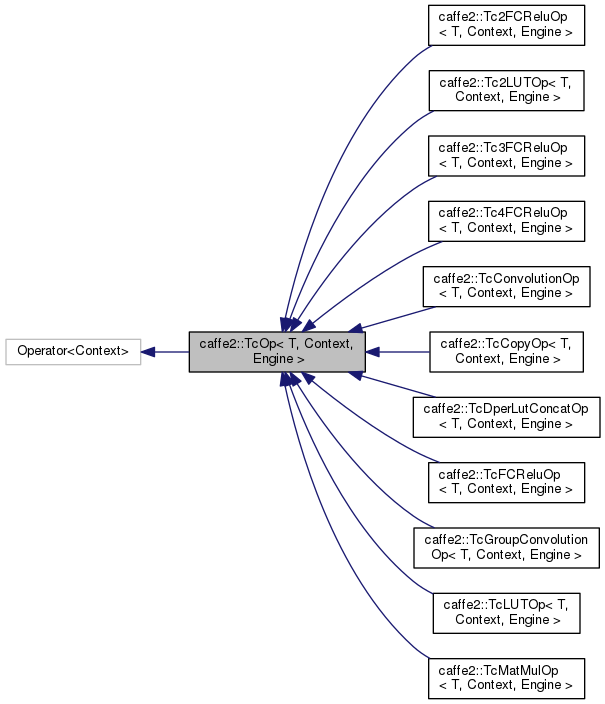 caffe2::Tc2FCReluOp
< T, Context, Engine >
caffe2::Tc2LUTOp< T,
Context, Engine >
caffe2::Tc3FCReluOp
< T, Context, Engine >
caffe2::Tc4FCReluOp
< T, Context, Engine >
caffe2::TcConvolutionOp
< T, Context, Engine >
Operator<Context>
caffe2::TcOp< T, Context,
Engine >
caffe2::TcCopyOp< T,
Context, Engine >
caffe2::TcDperLutConcatOp
< T, Context, Engine >
caffe2::TcFCReluOp
< T, Context, Engine >
caffe2::TcGroupConvolution
Op< T, Context, Engine >
caffe2::TcLUTOp< T,
Context, Engine >
caffe2::TcMatMulOp
< T, Context, Engine >